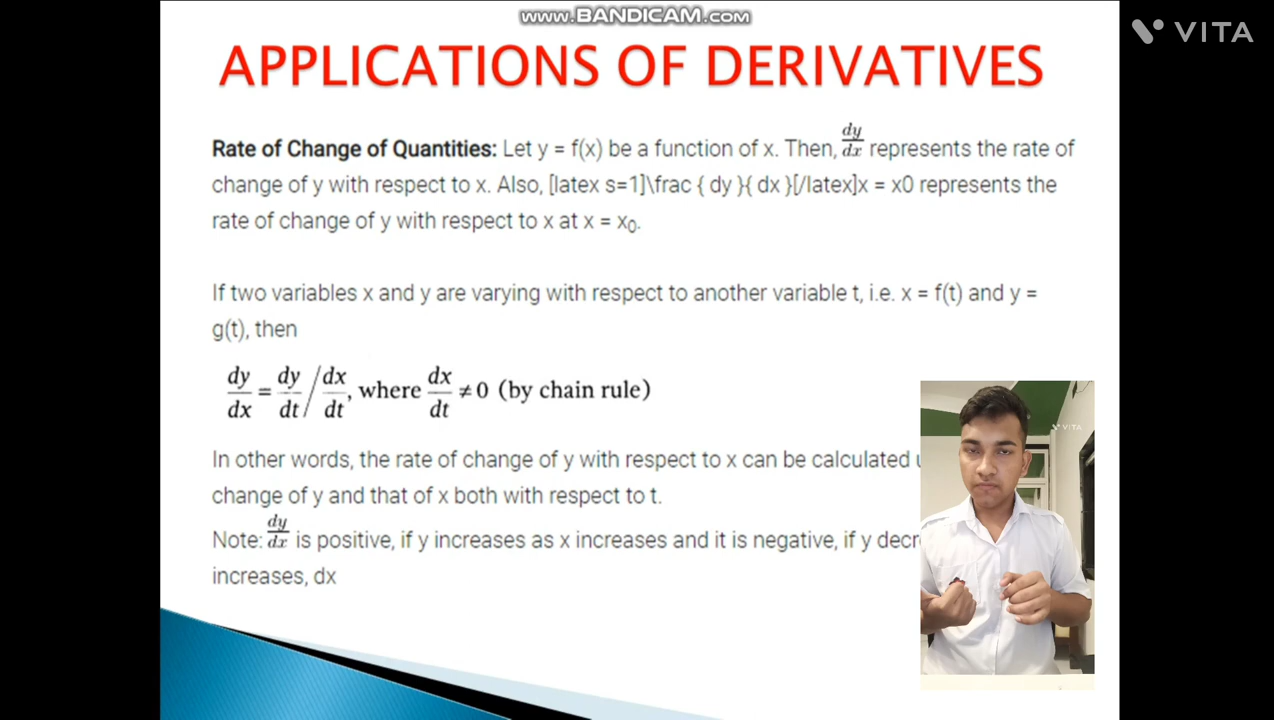 www.BANDICAM.com
VITA
APPLICATIONS OF DERIVATIVES
Rate of Change of Quantities: Let y = f(x) be a function of x. Then, dy/dx represents the rate of
change of y with respect to x. Also, [latex s=1]\frac { dy }{ dx }[/latex]x = x0 represents the
rate of change of y with respect to x at x = x₀.
If two variables x and y are varying with respect to another variable t, i.e. x = f(t) and y =
g(t), then
dy/dx = dy/dt / dx/dt, where dx/dt ≠ 0 (by chain rule)
In other words, the rate of change of y with respect to x can be calculated
change of y and that of x both with respect to t.
Note: dy/dx is positive, if y increases as x increases and it is negative, if y
increases, dx
VITA